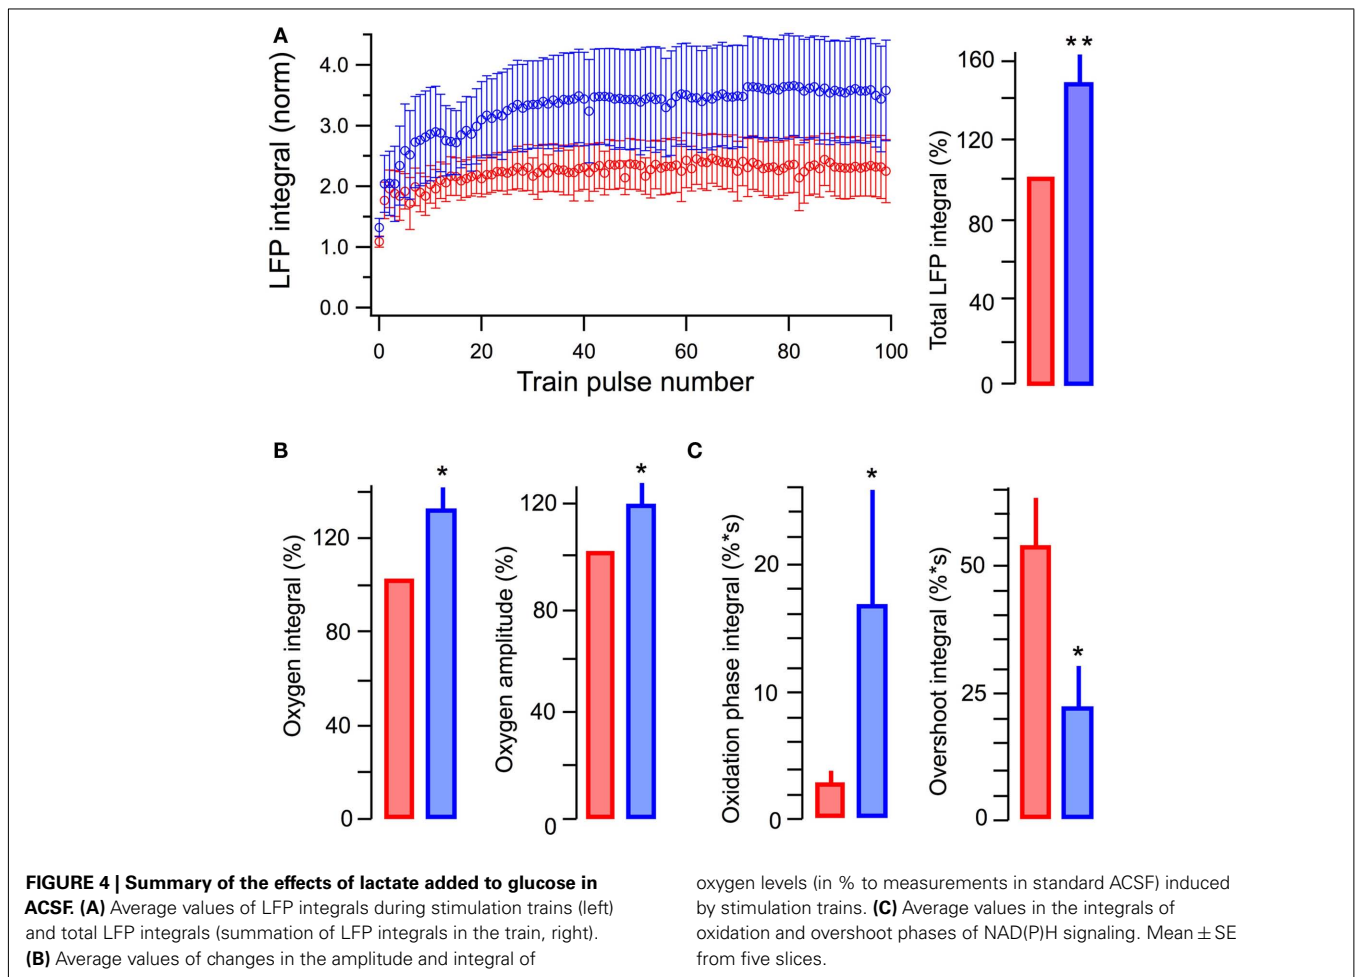 A
LFP integral (norm)
4.0
3.0
2.0
1.0
0.0
0 20 40 60 80 100
Train pulse number
Total LFP integral (%)
160
120
80
40
0
**
B
Oxygen integral (%)
120
80
40
0
*
Oxygen amplitude (%)
120
80
40
0
*
C
Oxidation phase integral (%*s)
20
10
0
*
Overshoot integral (%*s)
50
25
0
*
FIGURE 4 | Summary of the effects of lactate added to glucose in
ACSF. (A) Average values of LFP integrals during stimulation trains (left)
and total LFP integrals (summation of LFP integrals in the train, right).
(B) Average values of changes in the amplitude and integral of
oxygen levels (in % to measurements in standard ACSF) induced
by stimulation trains. (C) Average values in the integrals of
oxidation and overshoot phases of NAD(P)H signaling. Mean ± SE
from five slices.